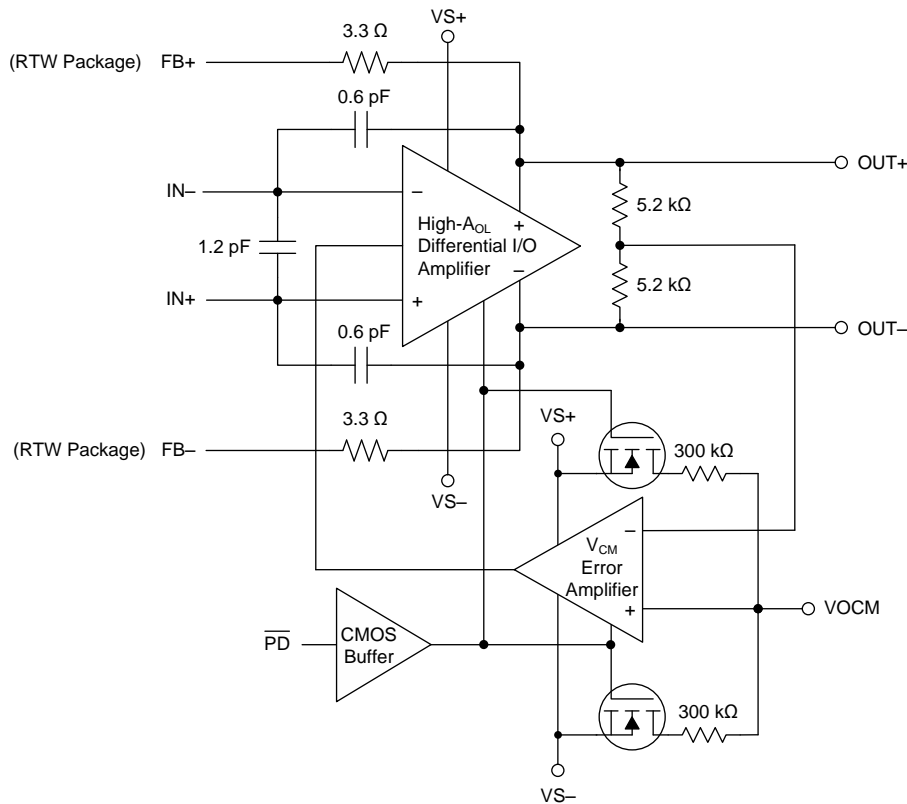 VS+
3.3 Ω
(RTW Package) FB+
0.6 pF
OUT+
IN–
–
High-AOL
Differential I/O
Amplifier
+
–
5.2 kΩ
1.2 pF
5.2 kΩ
IN+
+
0.6 pF
OUT–
3.3 Ω
VS+
300 kΩ
(RTW Package) FB–
VS–
–
VCM
Error
Amplifier
+
VOCM
PD
CMOS
Buffer
300 kΩ
VS–